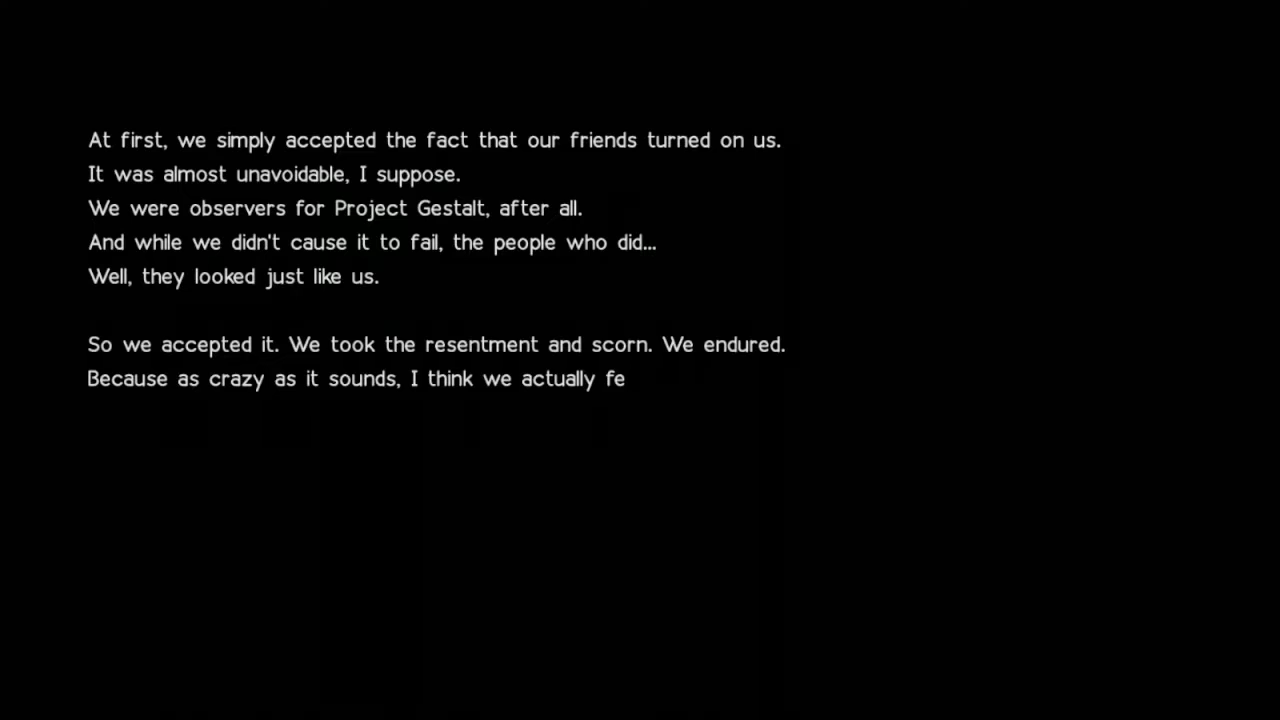 At first, we simply accepted the fact that our friends turned on us.
It was almost unavoidable, I suppose.
We were observers for Project Gestalt, after all.
And while we didn't cause it to fail, the people who did...
Well, they looked just like us.
So we accepted it. We took the resentment and scorn. We endured.
Because as crazy as it sounds, I think we actually fe